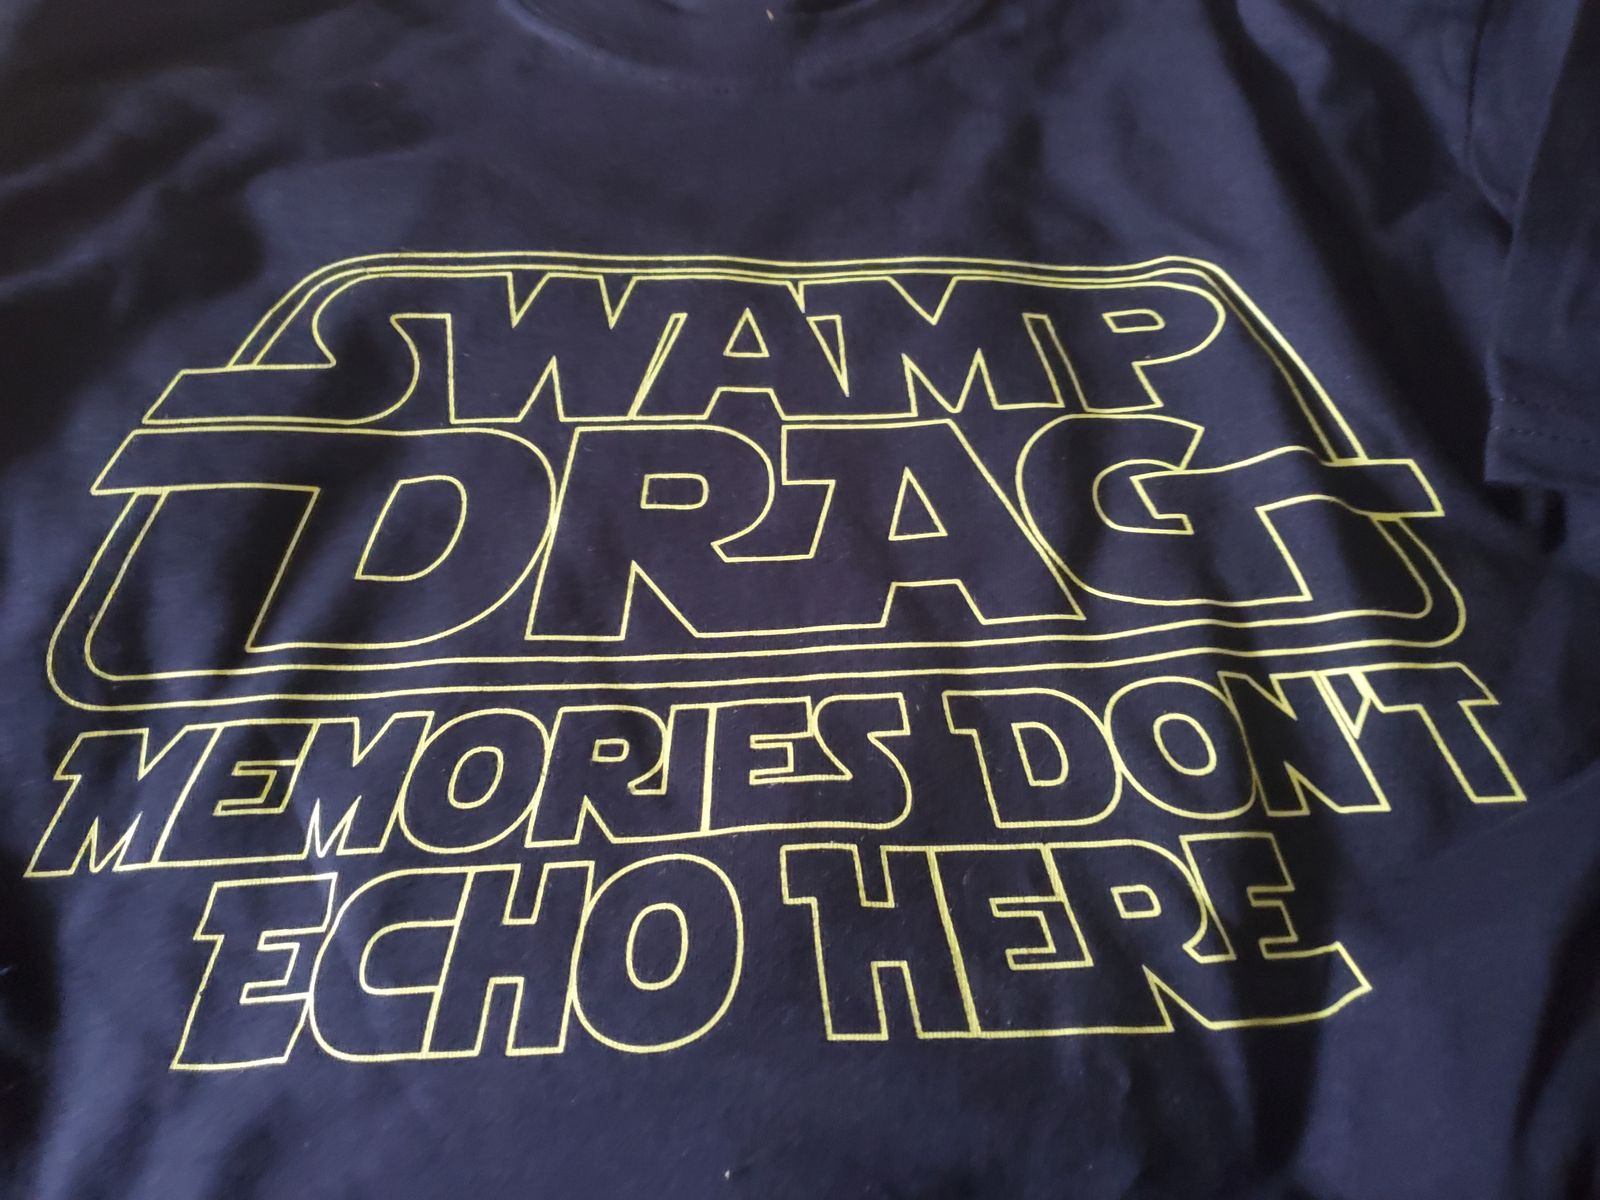 SWAMP
DRAG
MEMORIES DON'T
ECHO HERE